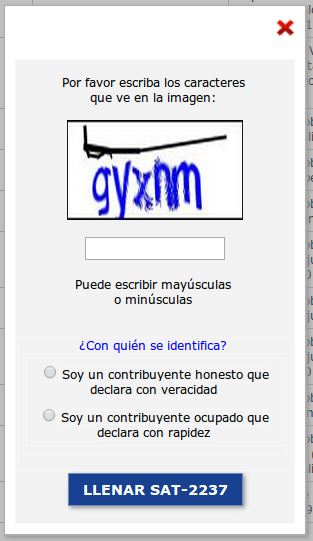 Por favor escriba los caracteres
que ve en la imagen:
gyxnm
Puede escribir mayúsculas
o minúsculas
¿Con quién se identifica?
Soy un contribuyente honesto que
declara con veracidad
Soy un contribuyente ocupado que
declara con rapidez
LLENAR SAT-2237